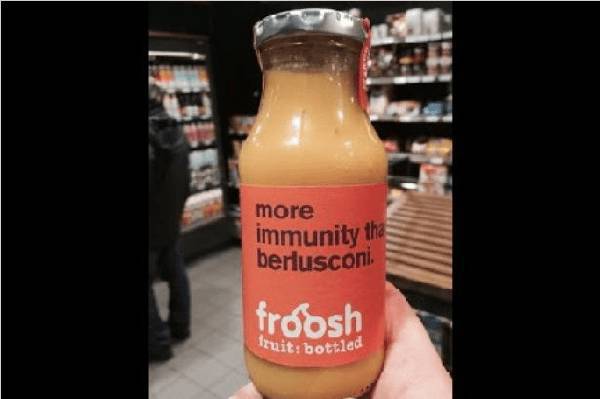 more
immunity tha
berlusconi.
froosh
fruit: bottled